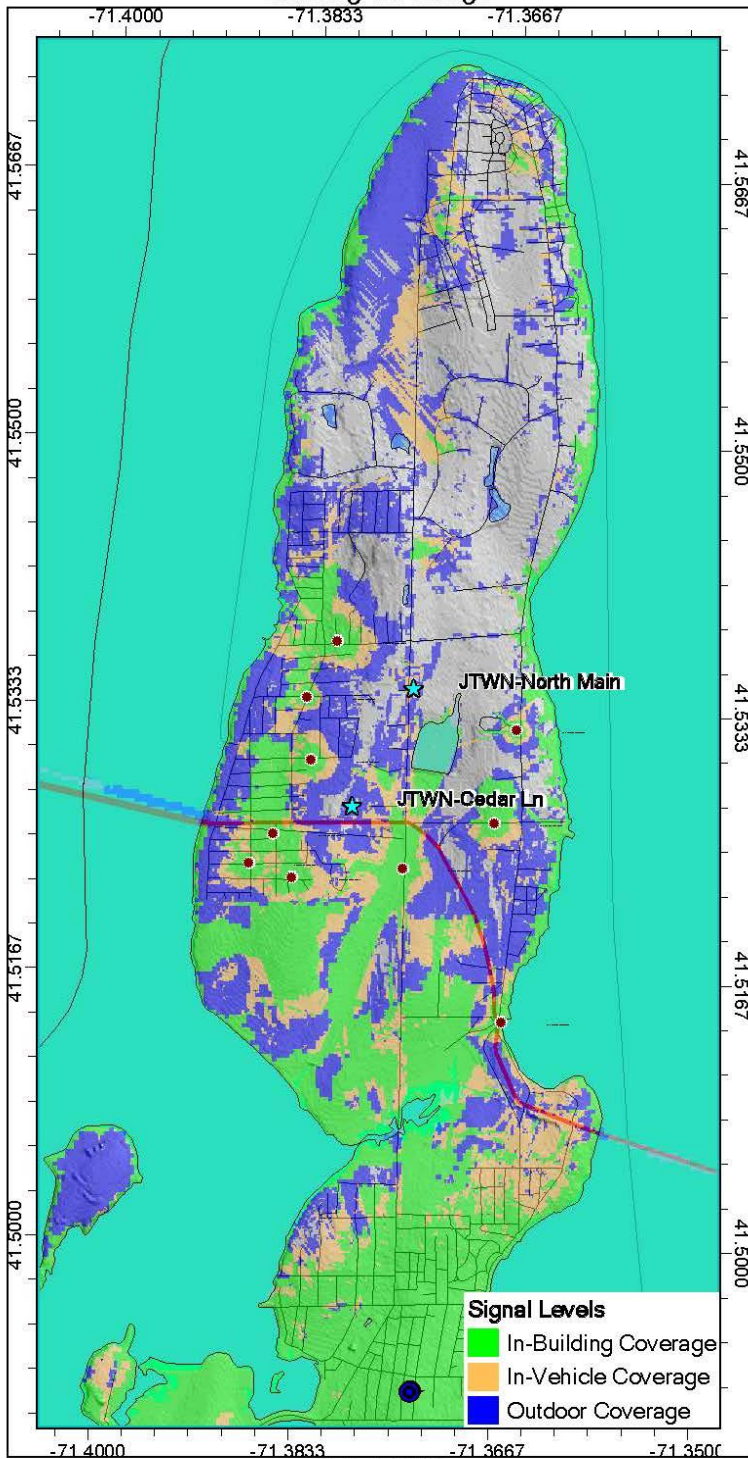 -71.4000
-71.3833
-71.3667
41.5667
41.5667
41.5500
41.5500
JTWN-North Main
41.5333
41.5333
JTWN-Cedar Ln
41.5167
41.5167
41.5000
41.5000
Signal Levels
In-Building Coverage
In-Vehicle Coverage
Outdoor Coverage
-71.4000
-71.3833
-71.3667
-71.3500